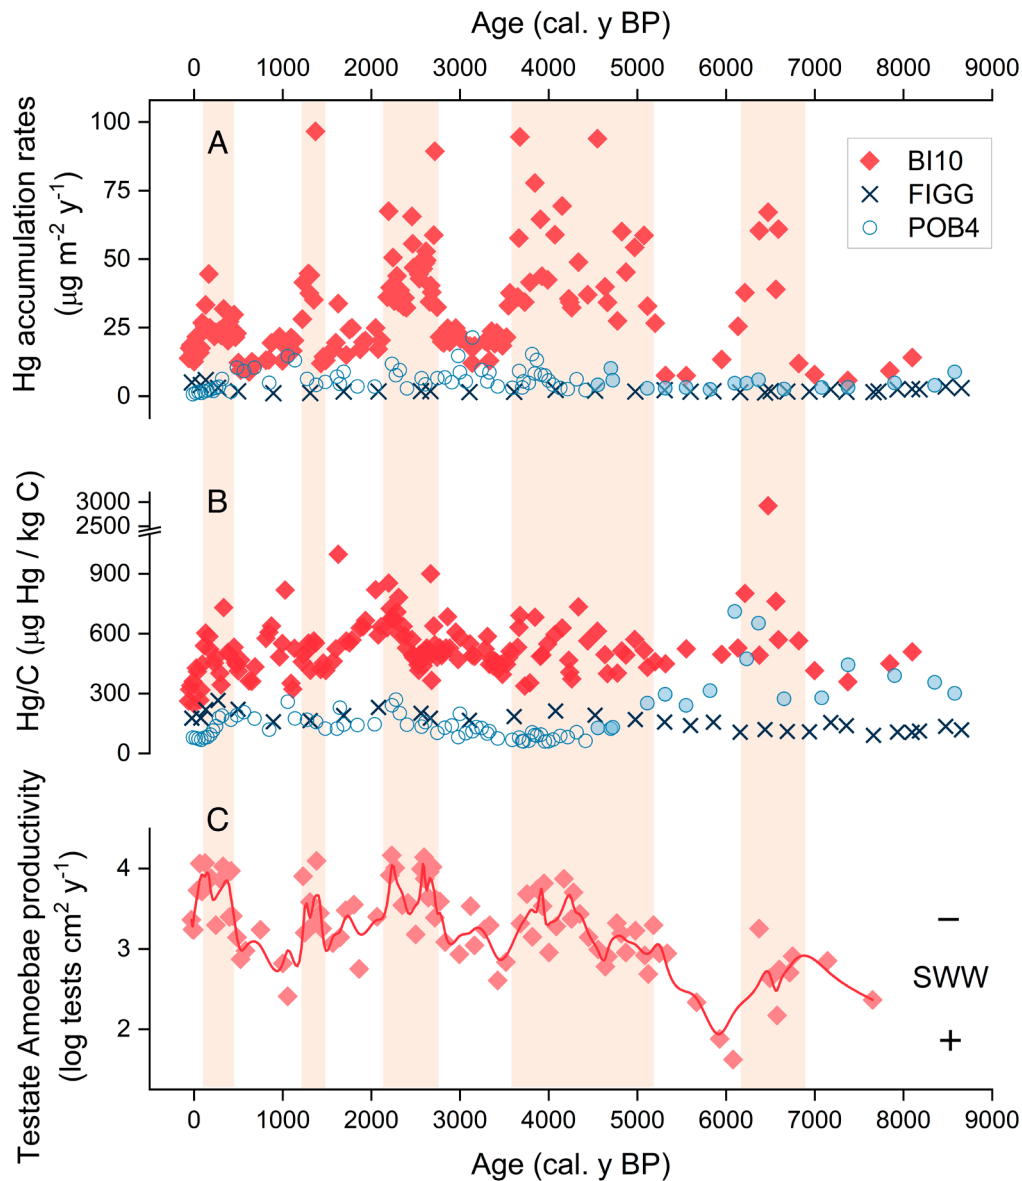 Age (cal. y BP)
0 1000 2000 3000 4000 5000 6000 7000 8000 9000
Hg accumulation rates
(µg m⁻² y⁻¹)
100
75
50
25
0
A
BI10
FIGG
POB4
Hg/C (µg Hg / kg C)
3000
2500
900
600
300
0
B
Testate Amoebae productivity
(log tests cm² y⁻¹)
4
3
2
C
−
SWW
+
0 1000 2000 3000 4000 5000 6000 7000 8000 9000
Age (cal. y BP)